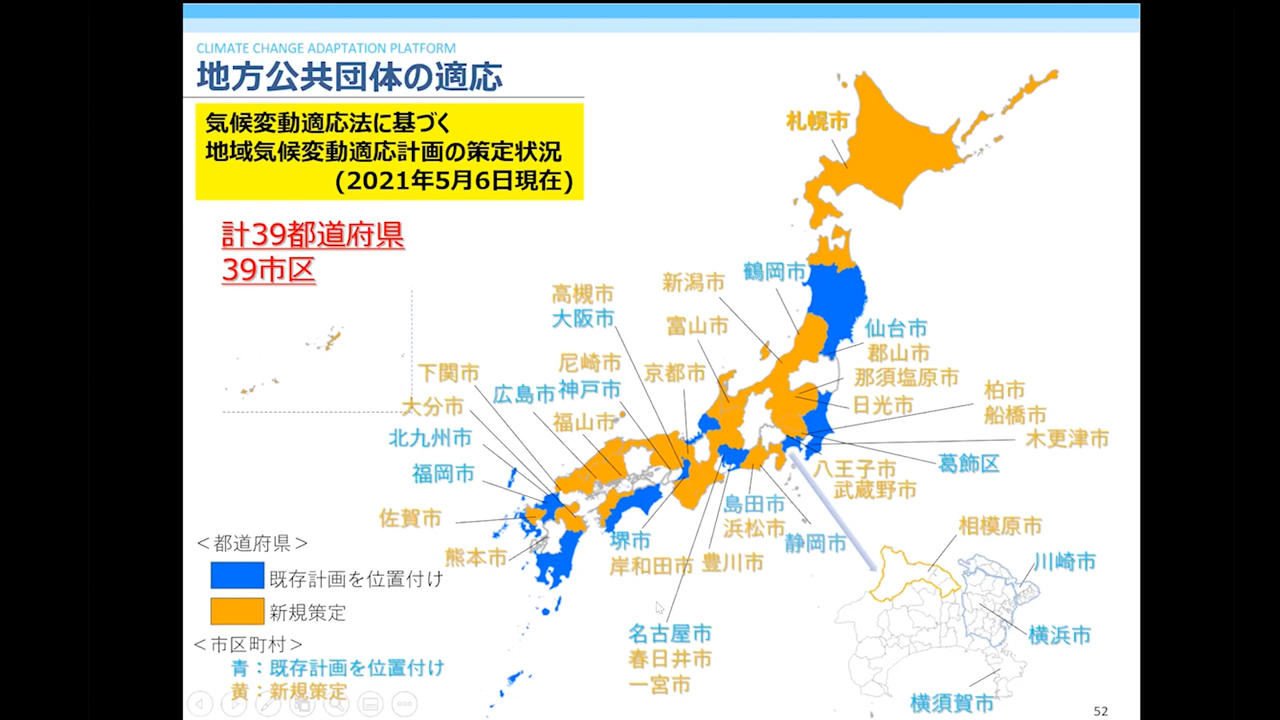 CLIMATE CHANGE ADAPTATION PLATFORM
地方公共団体の適応
気候変動適応法に基づく
地域気候変動適応計画の策定状況
(2021年5月6日現在)
計39都道府県
39市区
札幌市
鶴岡市
新潟市
高槻市
大阪市
富山市
仙台市
郡山市
那須塩原市
日光市
柏市
船橋市
木更津市
葛飾区
八王子市
武蔵野市
尼崎市
神戸市
京都市
下関市
広島市
福山市
大分市
北九州市
福岡市
佐賀市
熊本市
島田市
浜松市
静岡市
堺市
岸和田市
豊川市
名古屋市
春日井市
一宮市
相模原市
川崎市
横浜市
横須賀市
＜都道府県＞
既存計画を位置付け
新規策定
＜市区町村＞
青：既存計画を位置付け
黄：新規策定
52